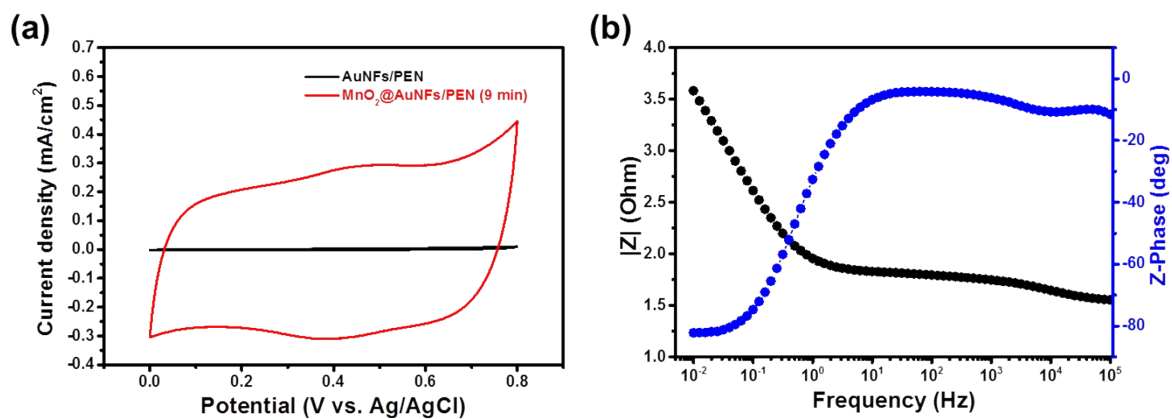 (a)
0.7
0.6
0.5
0.4
0.3
0.2
0.1
0.0
-0.1
-0.2
-0.3
-0.4
Current density (mA/cm²)
AuNFs/PEN
MnO₂@AuNFs/PEN (9 min)
0.0 0.2 0.4 0.6 0.8
Potential (V vs. Ag/AgCl)
(b)
4.0
3.5
3.0
2.5
2.0
1.5
1.0
|Z| (Ohm)
0
-20
-40
-60
-80
Z-Phase (deg)
10⁻² 10⁻¹ 10⁰ 10¹ 10² 10³ 10⁴ 10⁵
Frequency (Hz)